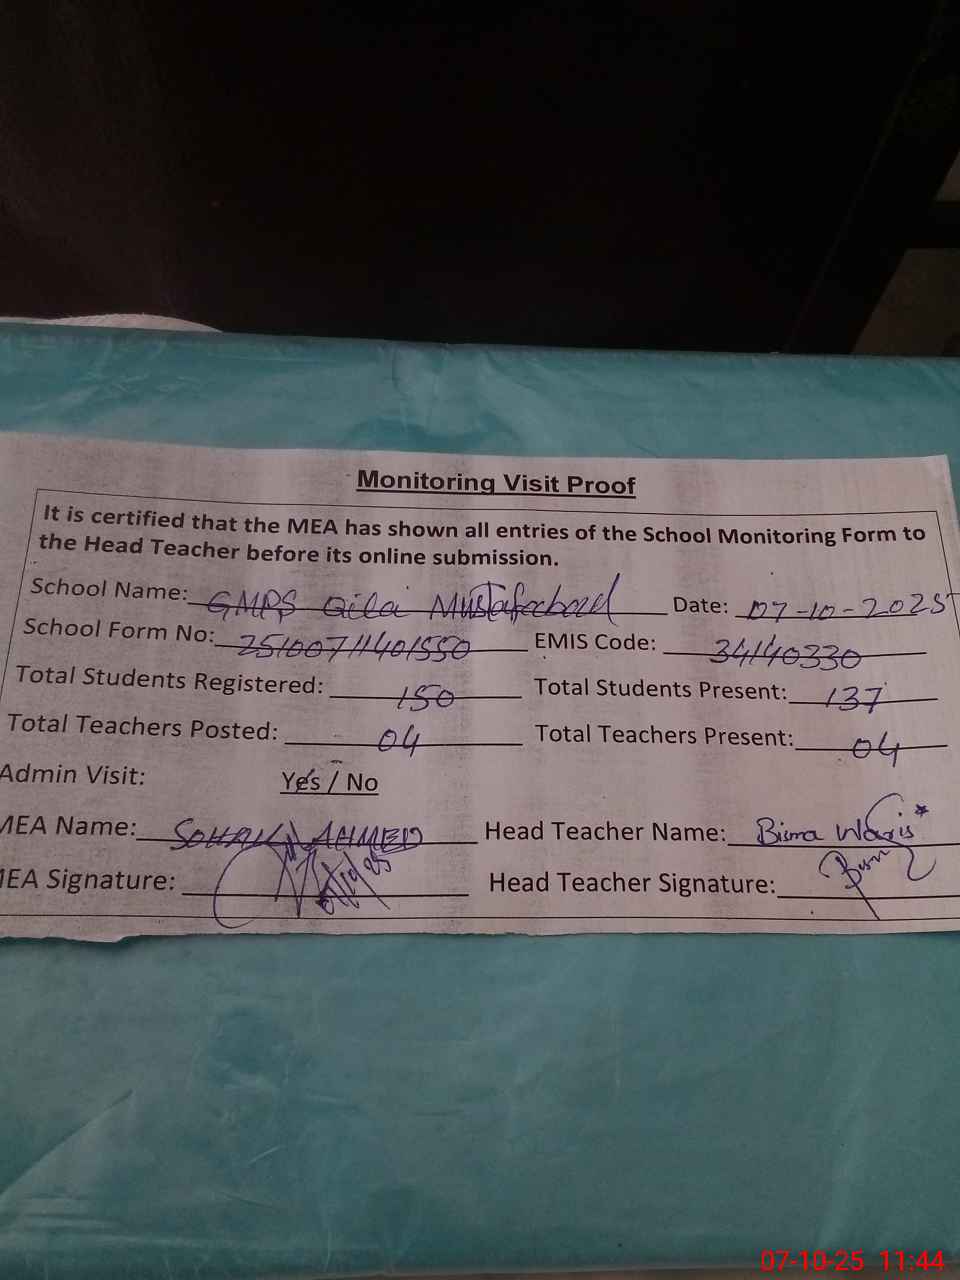 Monitoring Visit Proof
It is certified that the MEA has shown all entries of the School Monitoring Form to
the Head Teacher before its online submission.
School Name: GMPS Qila Mustafabad Date: 07-10-2025
School Form No: 25100711401550 EMIS Code: 34140330
Total Students Registered: 150 Total Students Present: 137
Total Teachers Posted: 04 Total Teachers Present: 04
Admin Visit: Yes / No
MEA Name: SOHAIL AHMED Head Teacher Name: Bisma Waris
MEA Signature: Head Teacher Signature:
07-10-25 11:44